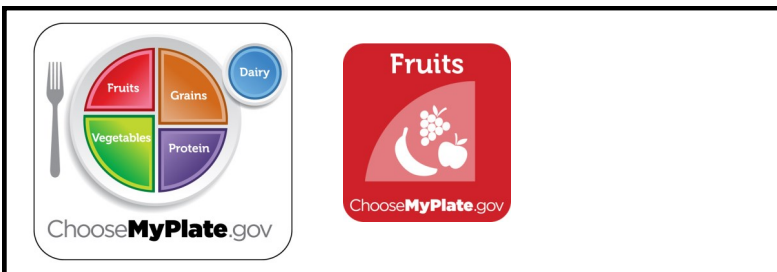 Fruits
Grains
Dairy
Vegetables
Protein
ChooseMyPlate.gov
Fruits
ChooseMyPlate.gov